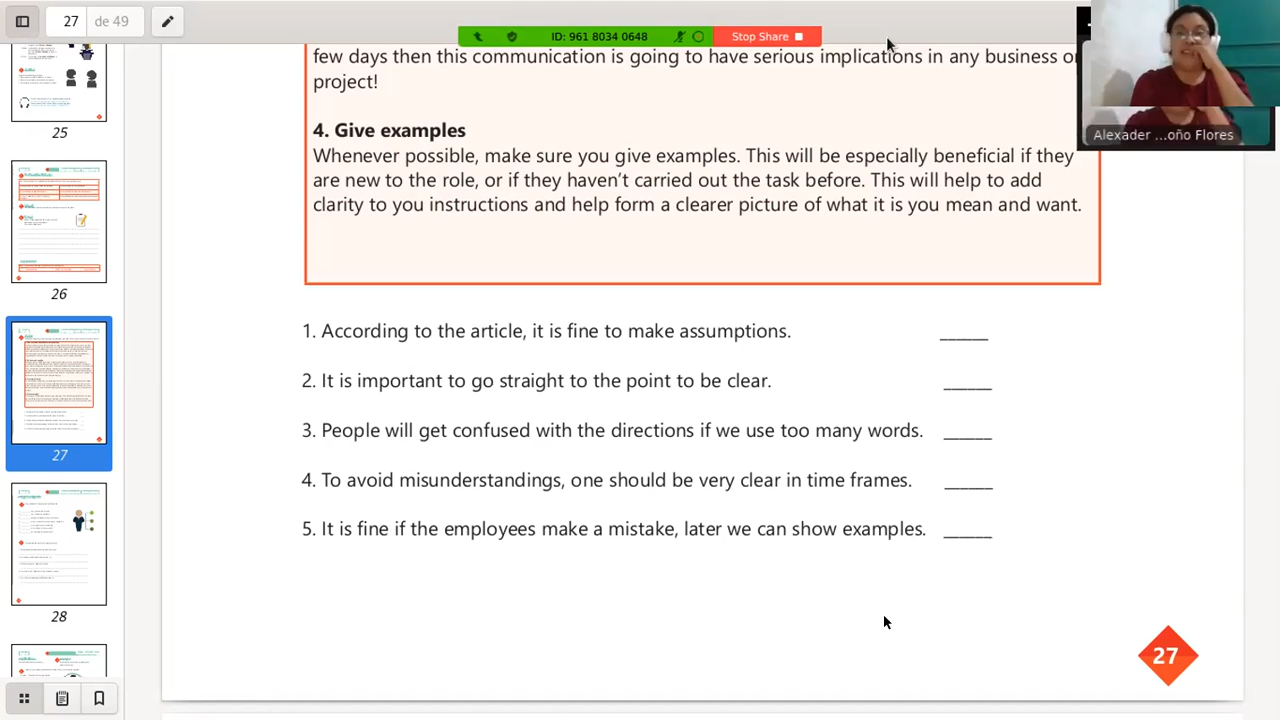 27 de 49
ID: 961 8034 0648
Stop Share
few days then this communication is going to have serious implications in any business or
project!
4. Give examples
Whenever possible, make sure you give examples. This will be especially beneficial if they
are new to the role or if they haven't carried out a task before. This will help to add
clarity to you instructions and help form a clearer picture of what it is you mean and want.
1. According to the article, it is fine to make assumptions. ______
2. It is important to go straight to the point to be clear. ______
3. People will get confused with the directions if we use too many words. ______
4. To avoid misunderstandings, one should be very clear in time frames. ______
5. It is fine if the employees make a mistake, later we can show examples. ______
27
Alexader ...oño Flores
25
26
27
28